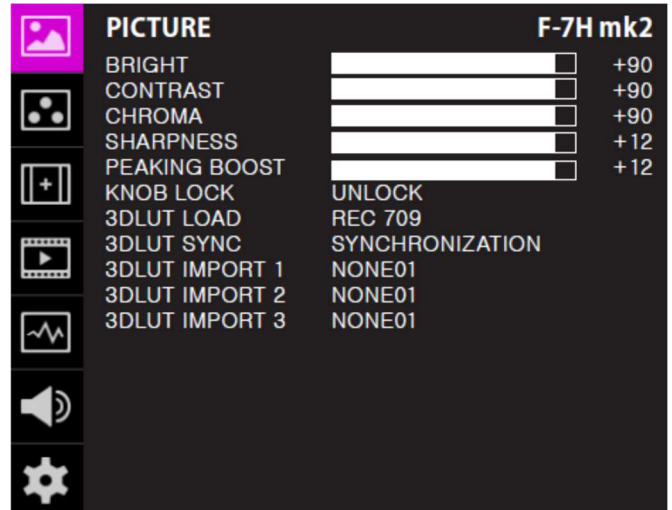 PICTURE F-7H mk2
BRIGHT +90
CONTRAST +90
CHROMA +90
SHARPNESS +12
PEAKING BOOST +12
KNOB LOCK UNLOCK
3DLUT LOAD REC 709
3DLUT SYNC SYNCHRONIZATION
3DLUT IMPORT 1 NONE01
3DLUT IMPORT 2 NONE01
3DLUT IMPORT 3 NONE01